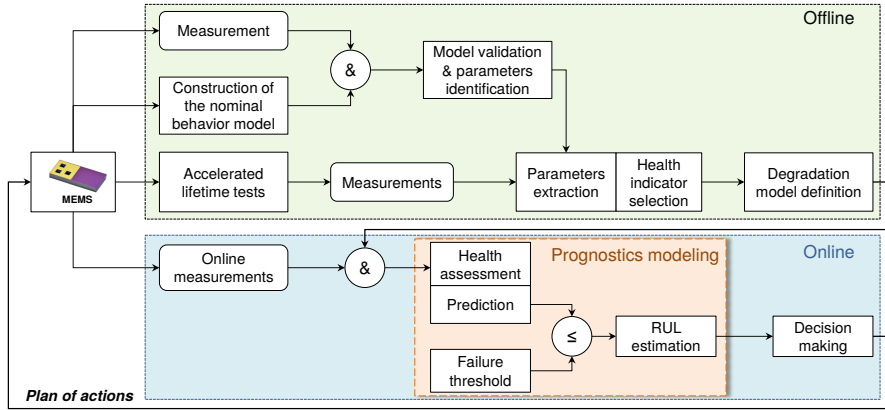 Offline
Measurement
&
Model validation
& parameters
identification
Construction of
the nominal
behavior model
MEMS
Accelerated
lifetime tests
Measurements
Parameters
extraction
Health
indicator
selection
Degradation
model definition
Online
measurements
&
Health
assessment
Prognostics modeling
Online
Prediction
≤
RUL
estimation
Decision
making
Failure
threshold
Plan of actions